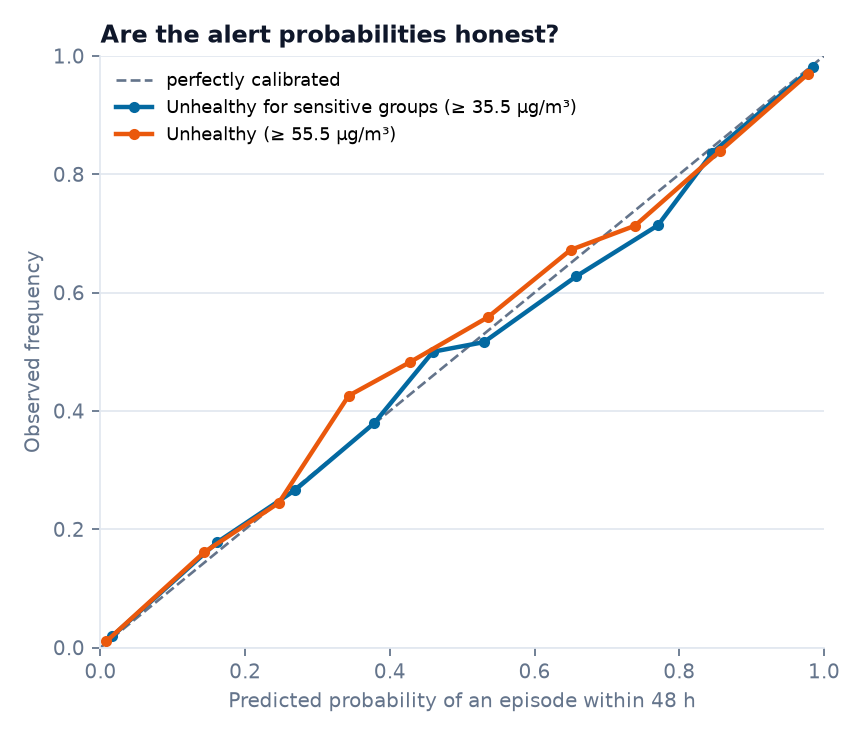 Are the alert probabilities honest?
perfectly calibrated
Unhealthy for sensitive groups (≥ 35.5 µg/m³)
Unhealthy (≥ 55.5 µg/m³)
Observed frequency
1.0
0.8
0.6
0.4
0.2
0.0
0.0 0.2 0.4 0.6 0.8 1.0
Predicted probability of an episode within 48 h